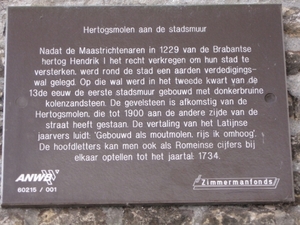 Hertogsmolen aan de stadsmuur
Nadat de Maastrichtenaren in 1229 van de Brabantse
hertog Hendrik I het recht verkregen om hun stad te
versterken, werd rond de stad een aarden verdedigings-
wal gelegd. Op die wal werd in het tweede kwart van de
13de eeuw de eerste stadsmuur gebouwd met donkerbruine
kolenzandsteen. De gevelsteen is afkomstig van de
Hertogsmolen, die tot 1900 aan de andere zijde van de
straat heeft gestaan. De vertaling van het Latijnse
jaarvers luidt: 'Gebouwd als moutmolen, rijs ik omhoog'.
De hoofdletters kan men ook als Romeinse cijfers bij
elkaar optellen tot het jaartal: 1734.
ANWB
60215 / 001
Zimmermanfonds